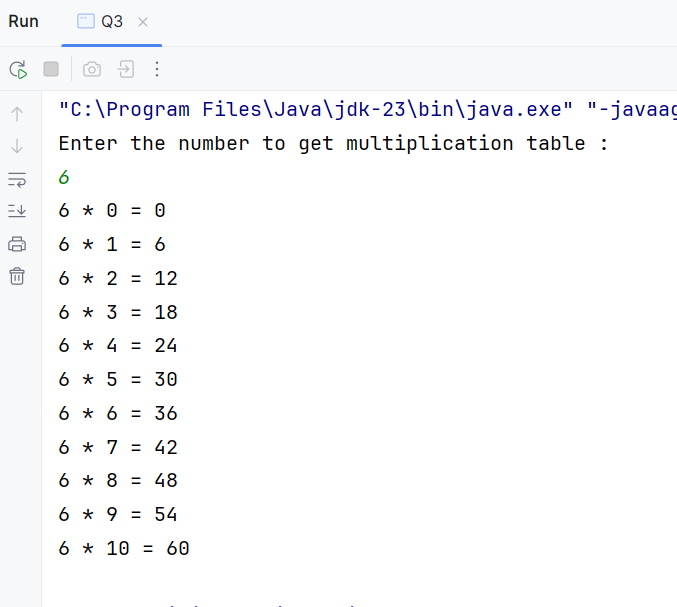 Run Q3
"C:\Program Files\Java\jdk-23\bin\java.exe" "-javaag
Enter the number to get multiplication table :
6
6 * 0 = 0
6 * 1 = 6
6 * 2 = 12
6 * 3 = 18
6 * 4 = 24
6 * 5 = 30
6 * 6 = 36
6 * 7 = 42
6 * 8 = 48
6 * 9 = 54
6 * 10 = 60